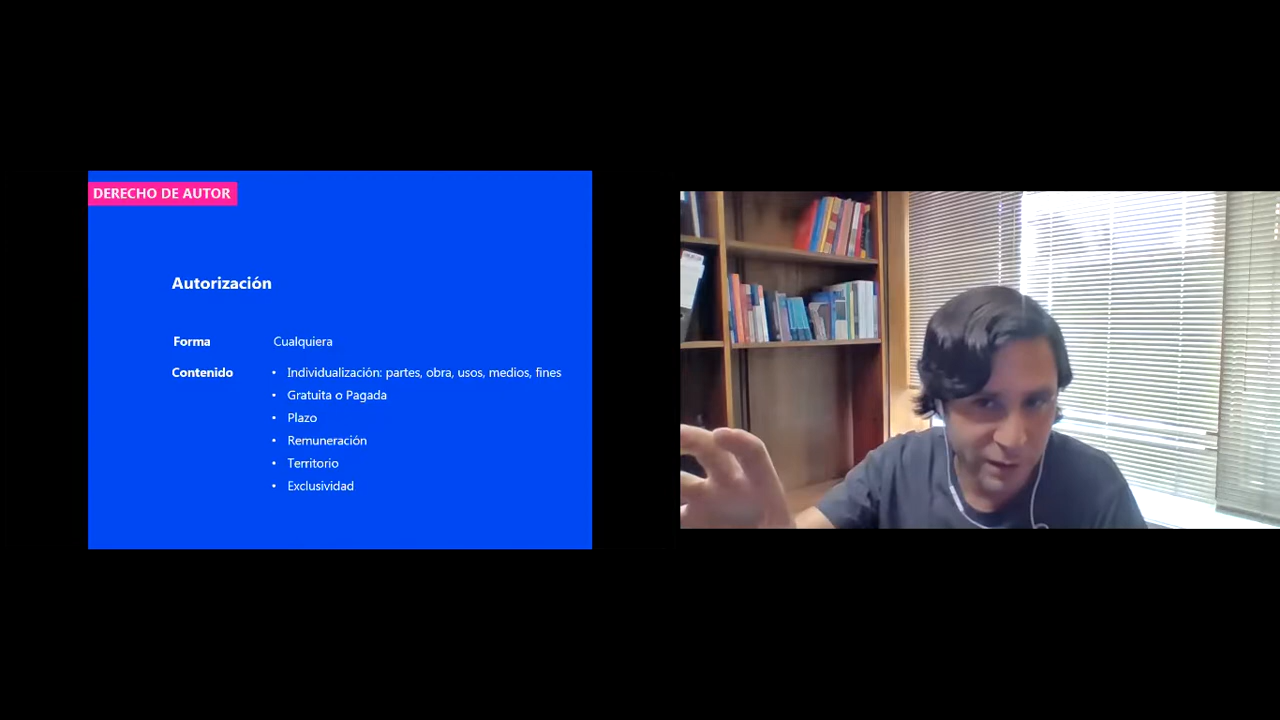 DERECHO DE AUTOR
Autorización
Forma Cualquiera
Contenido • Individualización: partes, obra, usos, medios, fines
• Gratuita o Pagada
• Plazo
• Remuneración
• Territorio
• Exclusividad